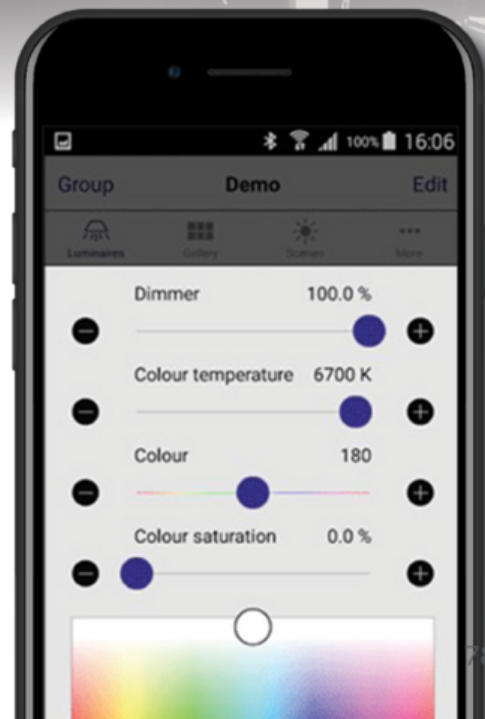 100% 16:06
Group Demo Edit
Luminaires Gallery Scenes More
Dimmer 100.0 %
Colour temperature 6700 K
Colour 180
Colour saturation 0.0 %
78